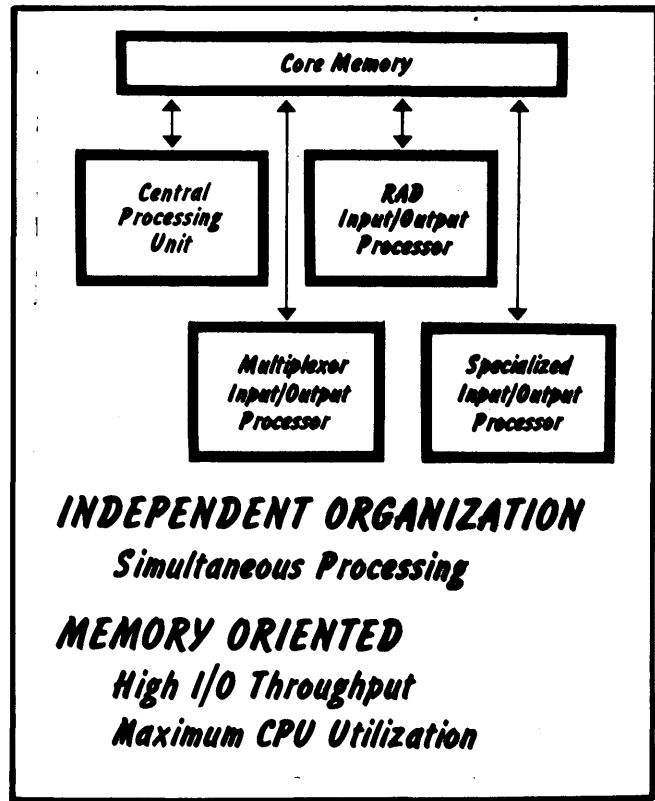 Core Memory
Central
Processing
Unit
RAD
Input/Output
Processor
Multiplexor
Input/Output
Processor
Specialized
Input/Output
Processor
INDEPENDENT ORGANIZATION
Simultaneous Processing
MEMORY ORIENTED
High I/O Throughput
Maximum CPU Utilization